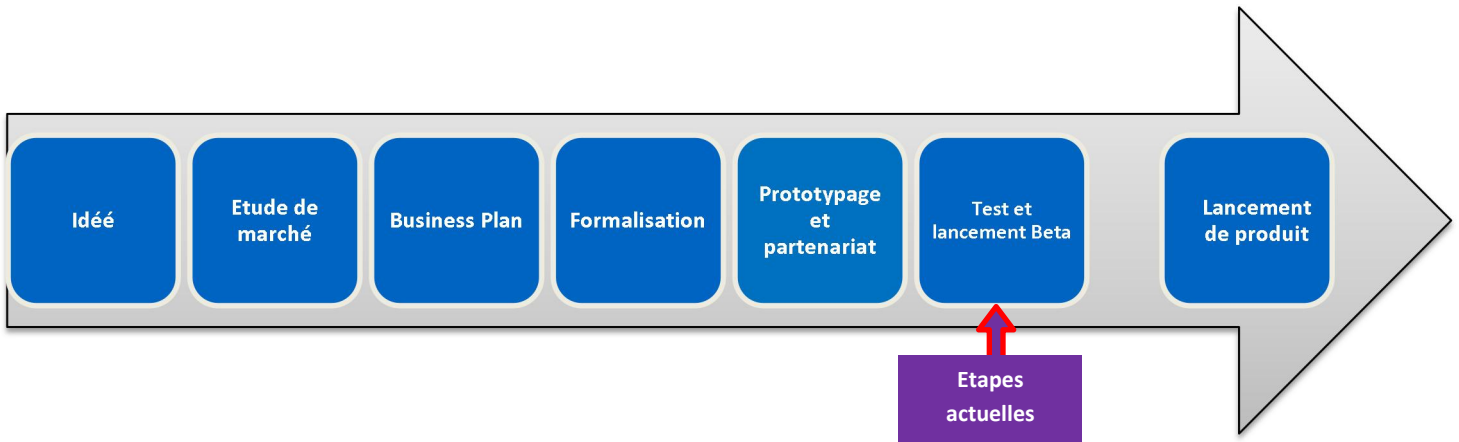 Idéé
Etude de
marché
Business Plan
Formalisation
Prototypage
et
partenariat
Test et
lancement Beta
Lancement
de produit
Etapes
actuelles